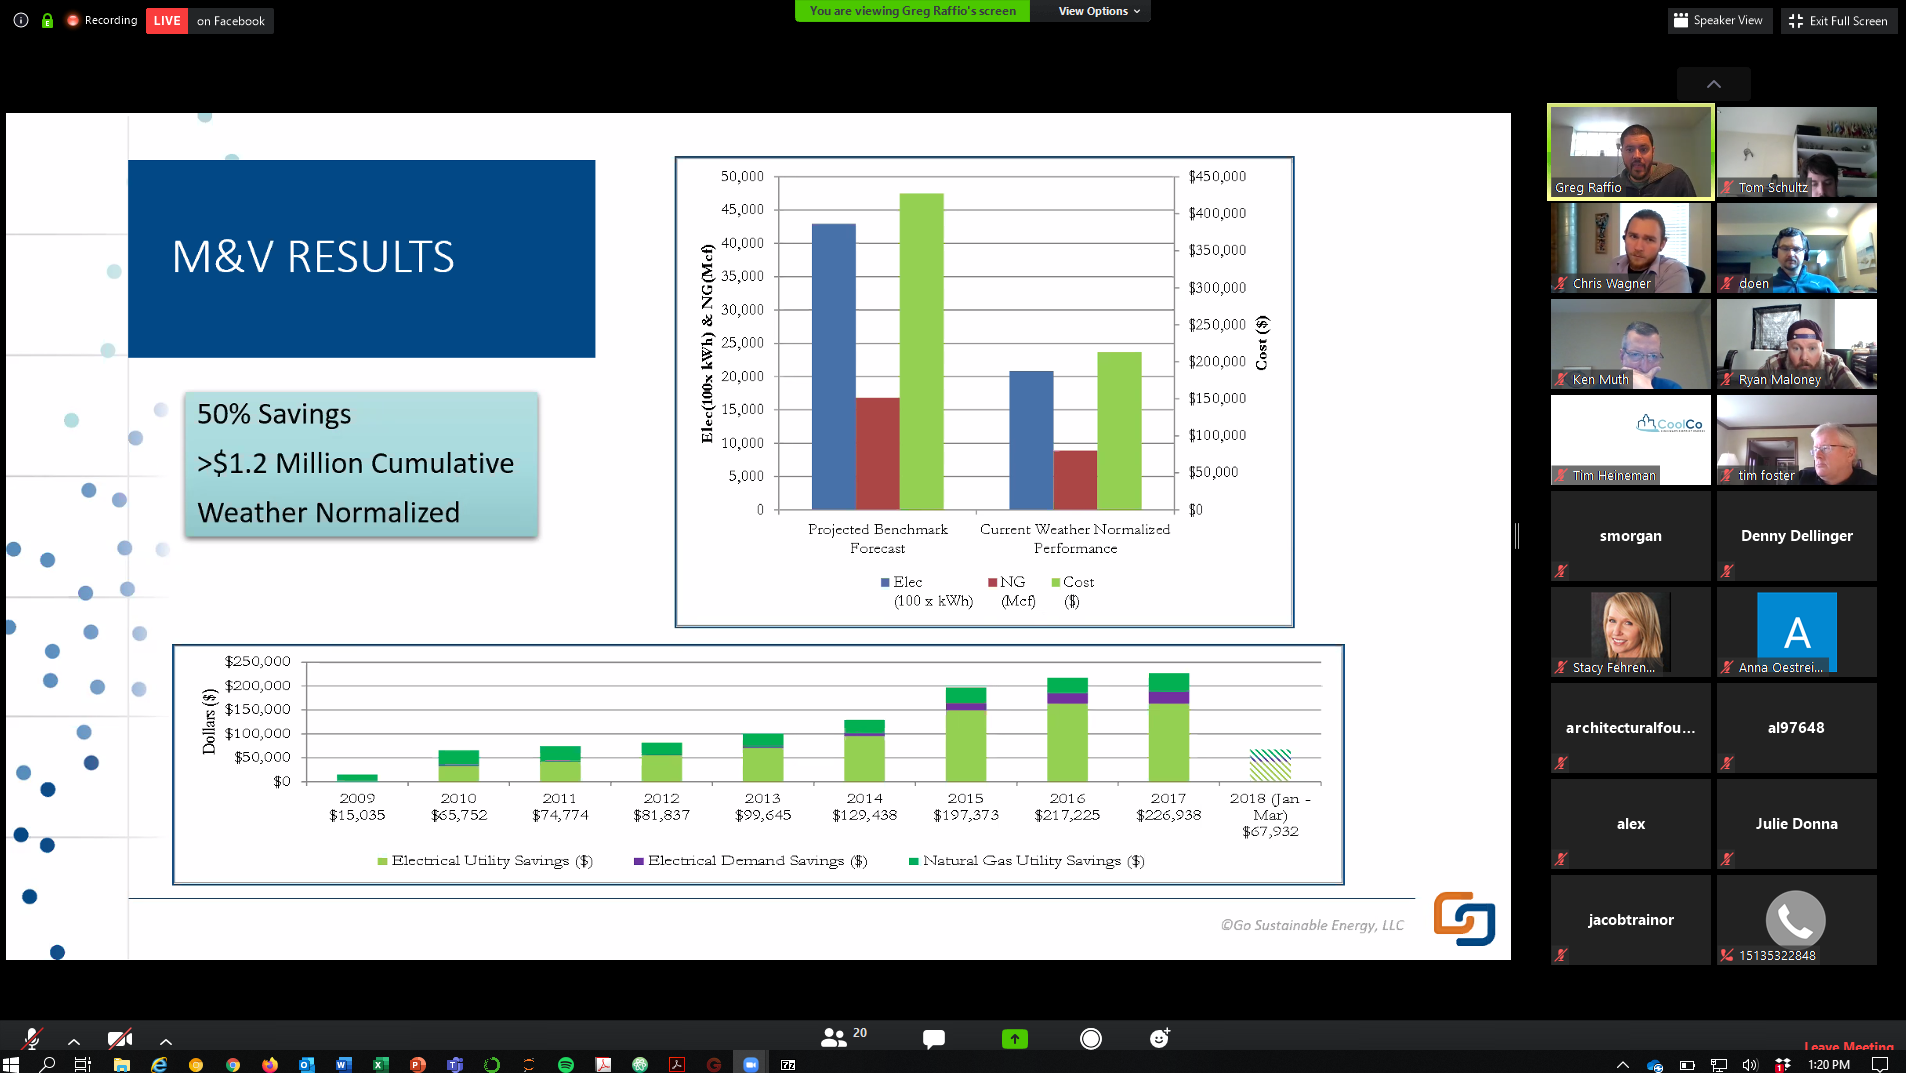 Recording
LIVE on Facebook
You are viewing Greg Raffio's screen
View Options
Speaker View
Exit Full Screen
M&V RESULTS
50% Savings
>$1.2 Million Cumulative
Weather Normalized
Elec(100x kWh) & NG(Mcf)
50,000
45,000
40,000
35,000
30,000
25,000
20,000
15,000
10,000
5,000
0
$450,000
$400,000
$350,000
$300,000
$250,000
$200,000
$150,000
$100,000
$50,000
$0
Cost ($)
Projected Benchmark
Forecast
Current Weather Normalized
Performance
Elec
(100 x kWh)
NG
(Mcf)
Cost
($)
Dollars ($)
$250,000
$200,000
$150,000
$100,000
$50,000
$0
2009
$15,035
2010
$65,752
2011
$74,774
2012
$81,837
2013
$99,645
2014
$129,438
2015
$197,373
2016
$217,225
2017
$226,938
2018 (Jan -
Mar)
$67,932
Electrical Utility Savings ($)
Electrical Demand Savings ($)
Natural Gas Utility Savings ($)
©Go Sustainable Energy, LLC
Greg Raffio
Tom Schultz
Chris Wagner
doen
Ken Muth
Ryan Maloney
CoolCo
Tim Heineman
tim foster
smorgan
Denny Dellinger
Stacy Fehren...
A
Anna Oestrei...
architecturalfou...
al97648
alex
Julie Donna
jacobtrainor
15135322848
20
Leave Meeting
1:20 PM